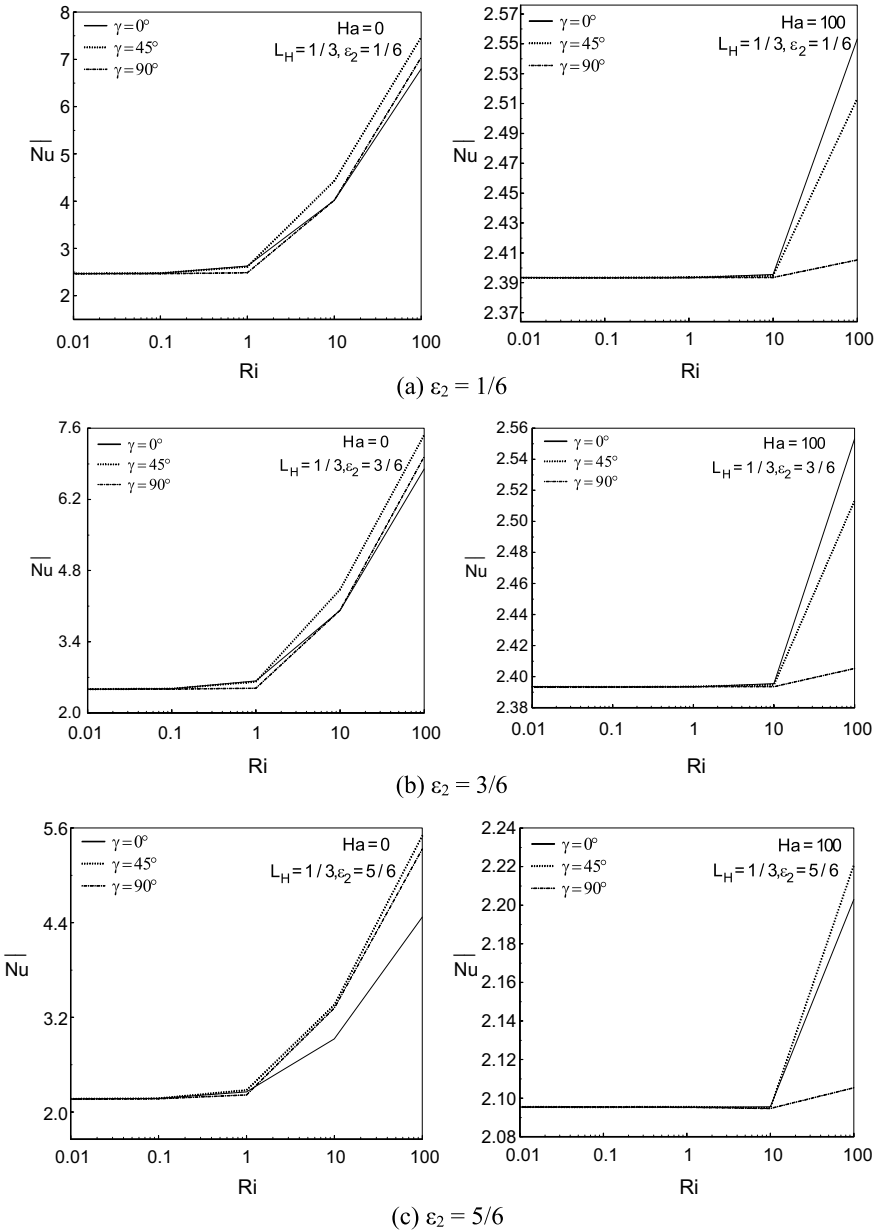 γ=0°
γ=45°
γ=90°
Ha=0
L_H=1/3, ε_2=1/6
8
7
6
5
4
3
2
Nu
0.01 0.1 1 10 100
Ri
γ=0°
γ=45°
γ=90°
Ha=100
L_H=1/3, ε_2=1/6
2.57
2.55
2.53
2.51
2.49
2.47
2.45
2.43
2.41
2.39
2.37
Nu
0.01 0.1 1 10 100
Ri
(a) ε_2 = 1/6
γ=0°
γ=45°
γ=90°
Ha=0
L_H=1/3,ε_2=3/6
7.6
6.2
4.8
3.4
2.0
Nu
0.01 0.1 1 10 100
Ri
γ=0°
γ=45°
γ=90°
Ha=100
L_H=1/3,ε_2=3/6
2.56
2.54
2.52
2.50
2.48
2.46
2.44
2.42
2.40
2.38
Nu
0.01 0.1 1 10 100
Ri
(b) ε_2 = 3/6
γ=0°
γ=45°
γ=90°
Ha=0
L_H=1/3,ε_2=5/6
5.6
4.4
3.2
2.0
Nu
0.01 0.1 1 10 100
Ri
γ=0°
γ=45°
γ=90°
Ha=100
L_H=1/3,ε_2=5/6
2.24
2.22
2.20
2.18
2.16
2.14
2.12
2.10
2.08
Nu
0.01 0.1 1 10 100
Ri
(c) ε_2 = 5/6